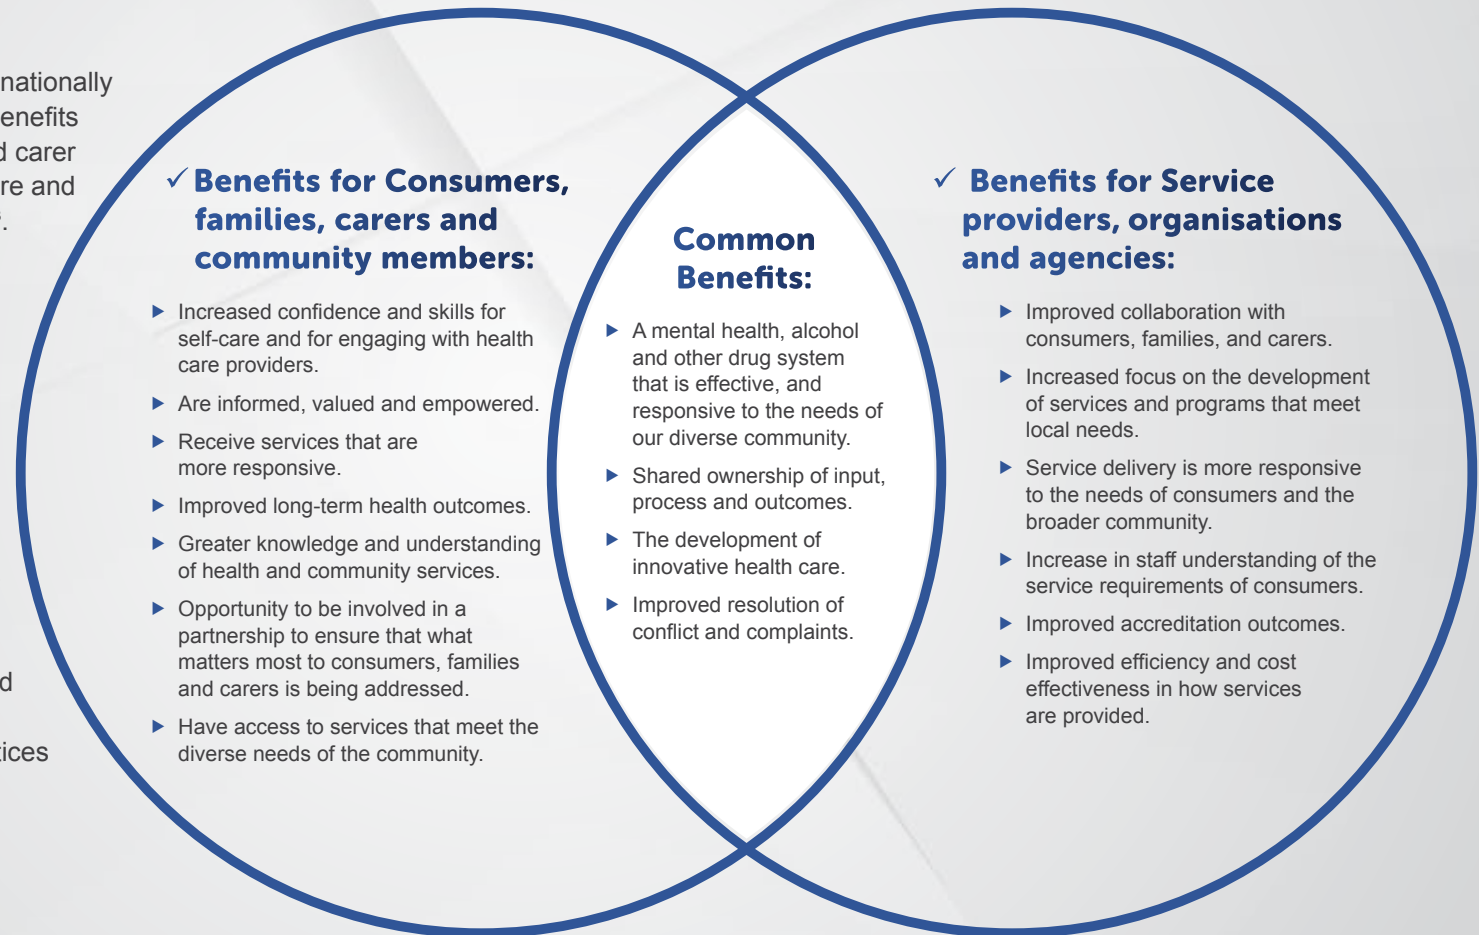 nationally
enefits
d carer
re and
.
d
tices
✓ Benefits for Consumers,
families, carers and
community members:
▶ Increased confidence and skills for
self-care and for engaging with health
care providers.
▶ Are informed, valued and empowered.
▶ Receive services that are
more responsive.
▶ Improved long-term health outcomes.
▶ Greater knowledge and understanding
of health and community services.
▶ Opportunity to be involved in a
partnership to ensure that what
matters most to consumers, families
and carers is being addressed.
▶ Have access to services that meet the
diverse needs of the community.
Common
Benefits:
▶ A mental health, alcohol
and other drug system
that is effective, and
responsive to the needs of
our diverse community.
▶ Shared ownership of input,
process and outcomes.
▶ The development of
innovative health care.
▶ Improved resolution of
conflict and complaints.
✓ Benefits for Service
providers, organisations
and agencies:
▶ Improved collaboration with
consumers, families, and carers.
▶ Increased focus on the development
of services and programs that meet
local needs.
▶ Service delivery is more responsive
to the needs of consumers and the
broader community.
▶ Increase in staff understanding of the
service requirements of consumers.
▶ Improved accreditation outcomes.
▶ Improved efficiency and cost
effectiveness in how services
are provided.